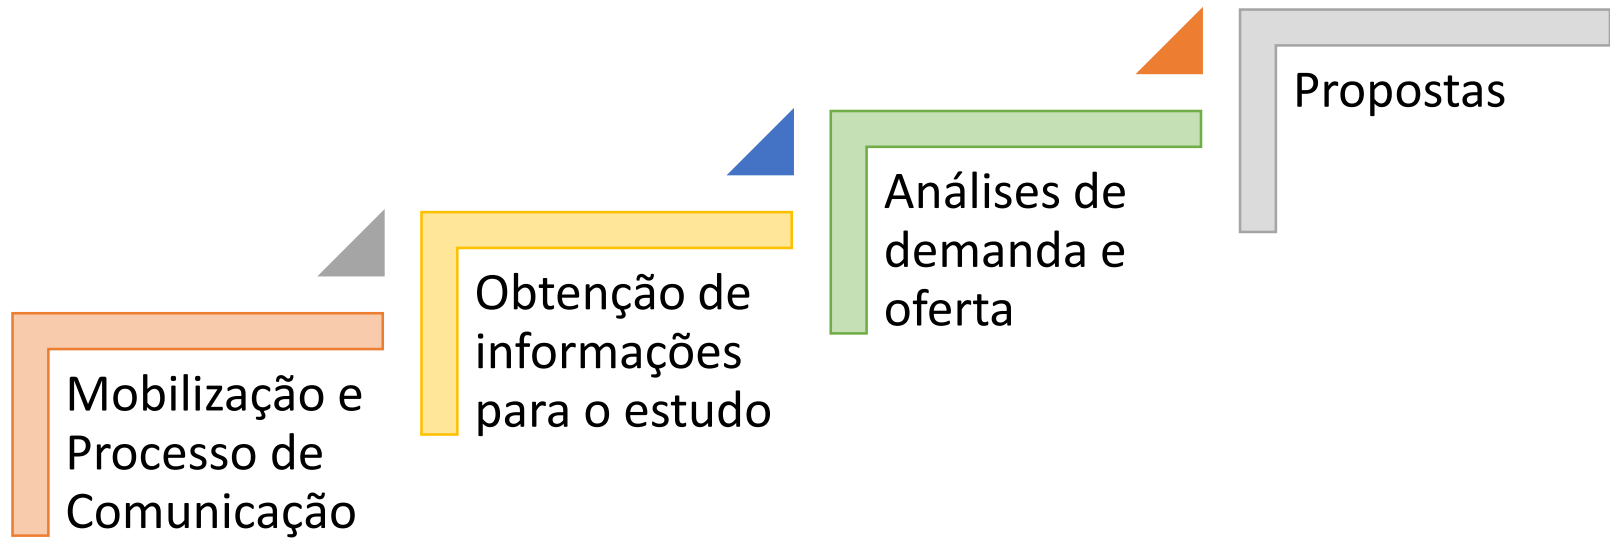 Mobilização e
Processo de
Comunicação
Obtenção de
informações
para o estudo
Análises de
demanda e
oferta
Propostas